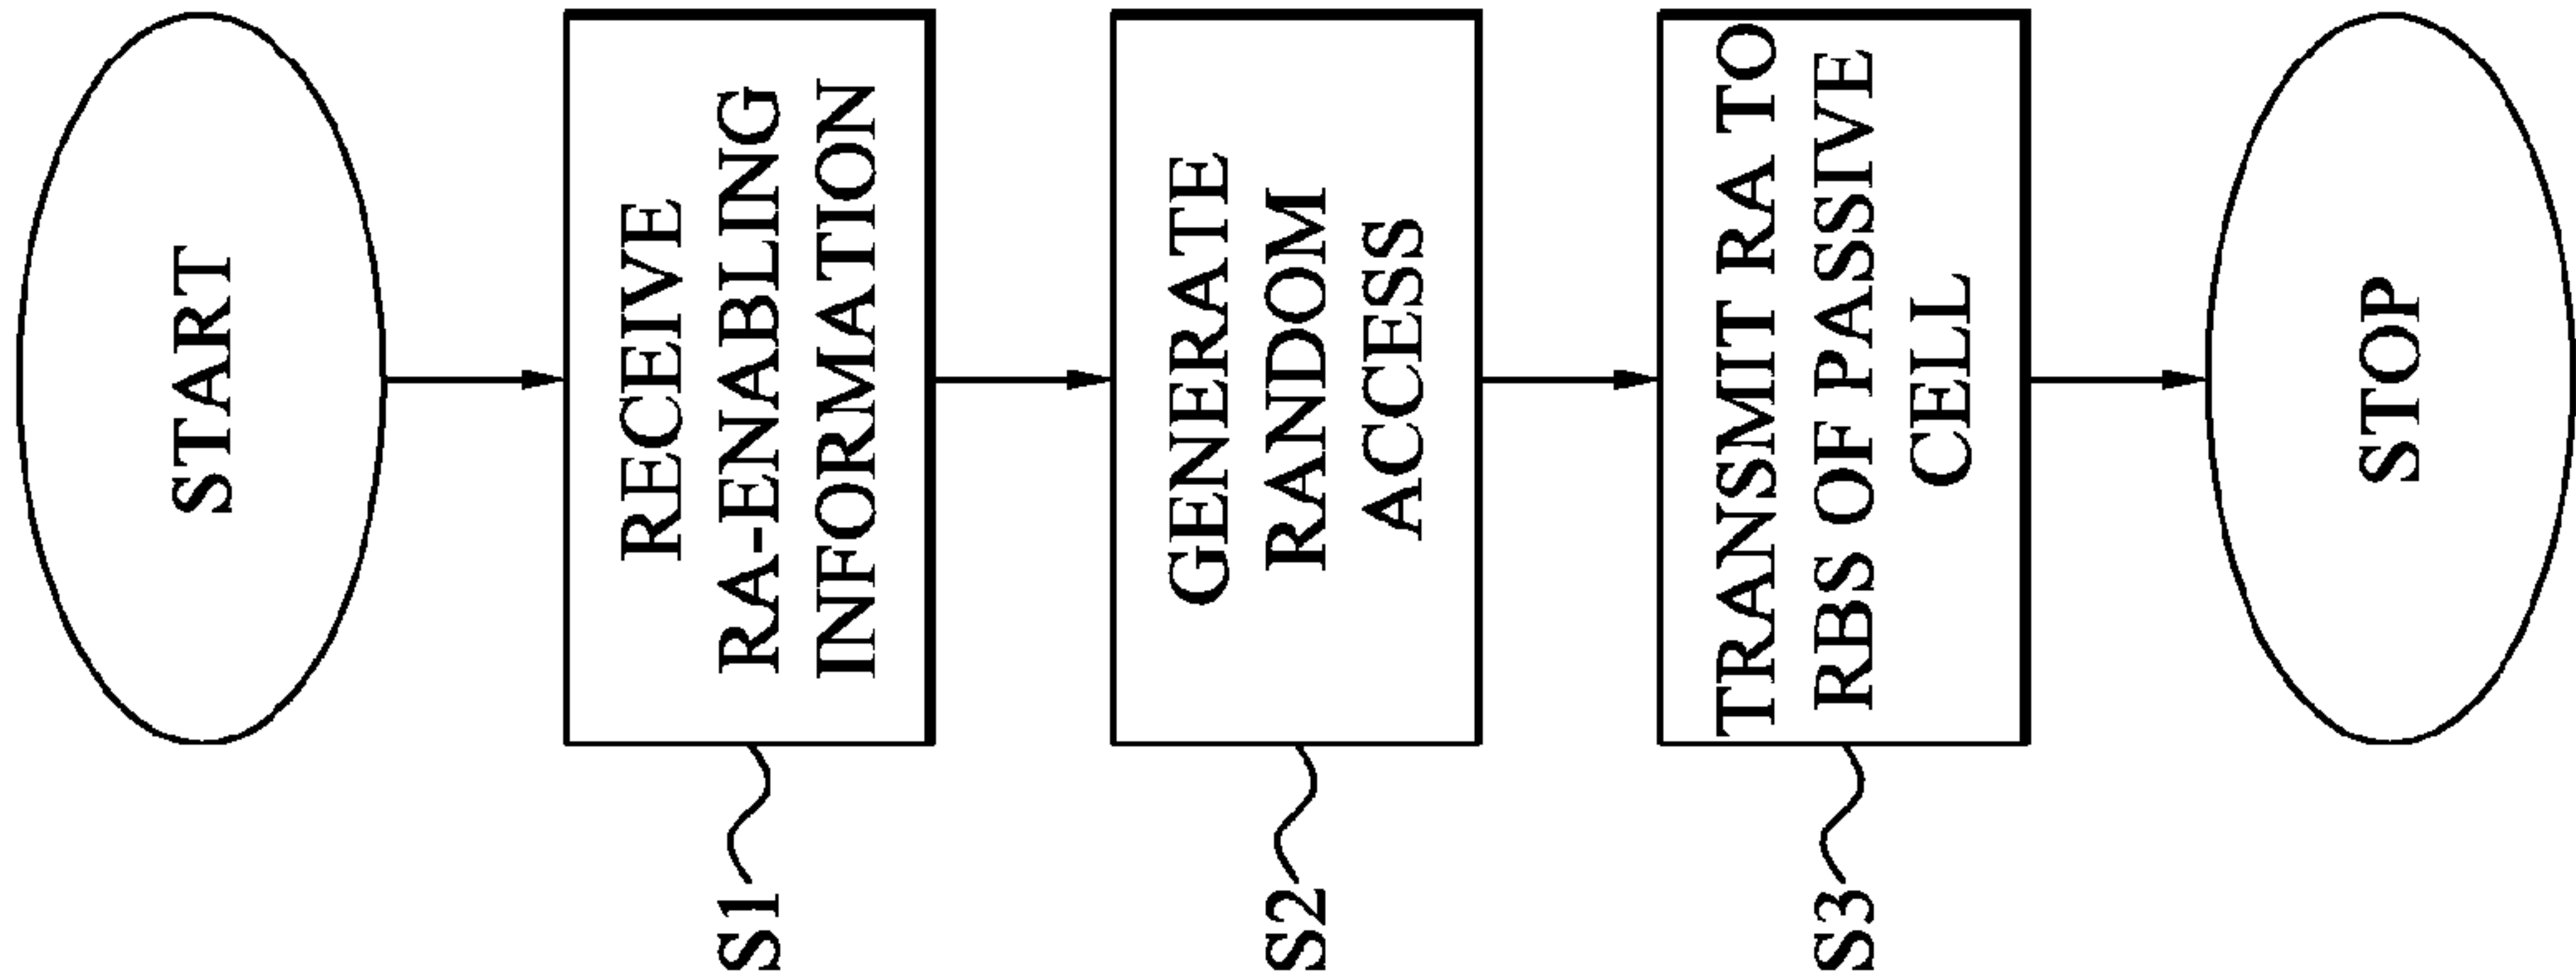 START
RECEIVE
RA-ENABLING
INFORMATION
S1
GENERATE
RANDOM
ACCESS
S2
TRANSMIT RA TO
RBS OF PASSIVE
CELL
S3
STOP